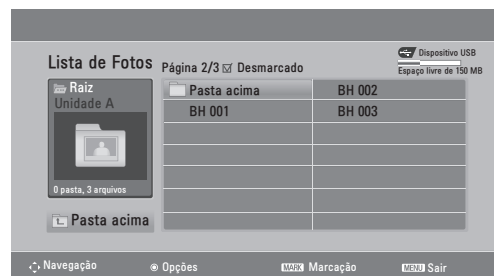 Lista de Fotos
Página 2/3 ☑ Desmarcado
Dispositivo USB
Espaço livre de 150 MB
Raiz
Unidade A
0 pasta, 3 arquivos
Pasta acima
Pasta acima
BH 002
BH 001
BH 003
Navegação
Opções
MARK Marcação
MENU Sair